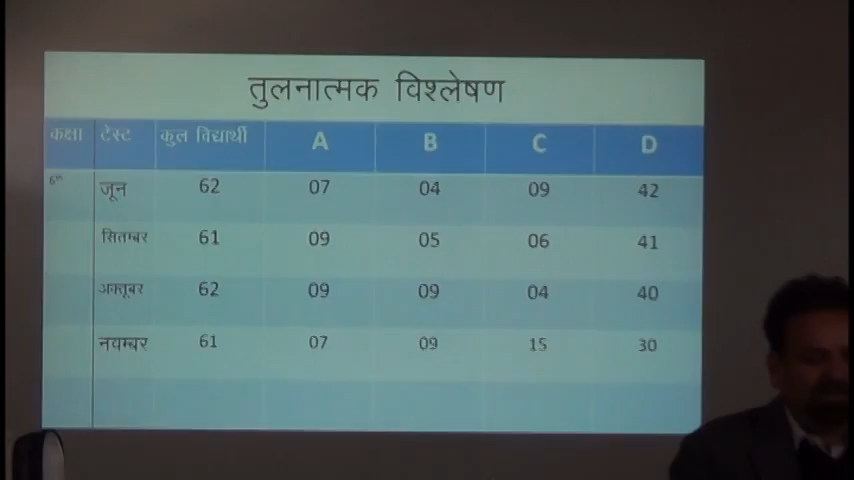 तुलनात्मक विश्लेषण
कक्षा टेस्ट कुल विद्यार्थी A B C D
6th जून 62 07 04 09 42
सितम्बर 61 09 05 06 41
अक्तूबर 62 09 09 04 40
नवम्बर 61 07 09 15 30